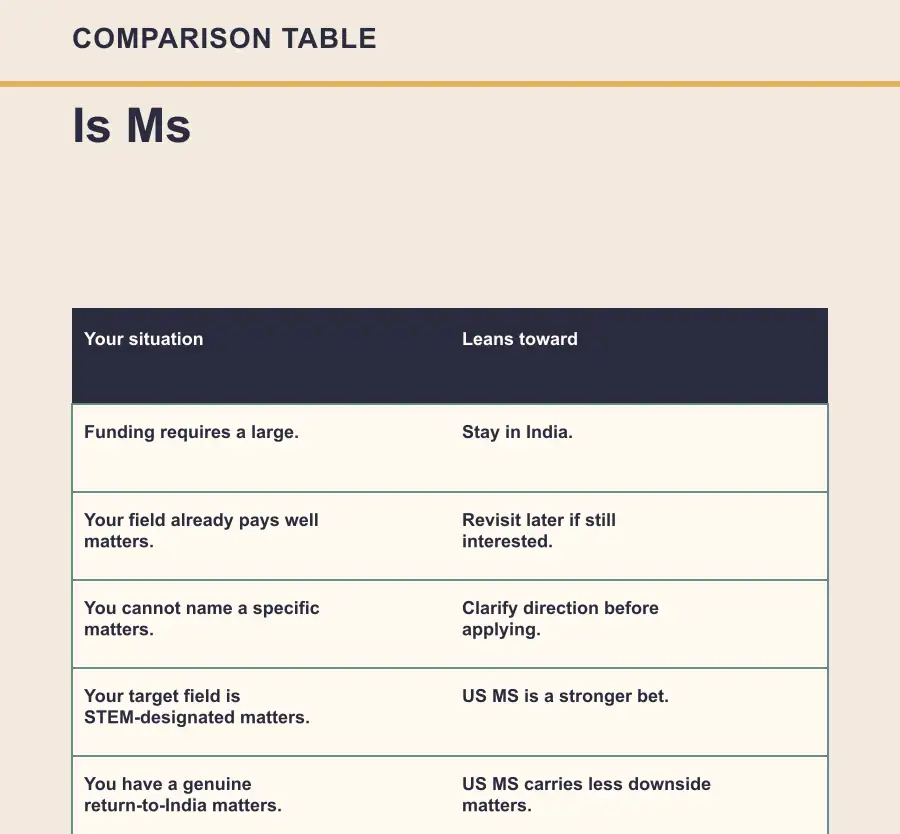 COMPARISON TABLE
Is Ms
Your situation
Leans toward
Funding requires a large.
Stay in India.
Your field already pays well
matters.
Revisit later if still
interested.
You cannot name a specific
matters.
Clarify direction before
applying.
Your target field is
STEM-designated matters.
US MS is a stronger bet.
You have a genuine
return-to-India matters.
US MS carries less downside
matters.